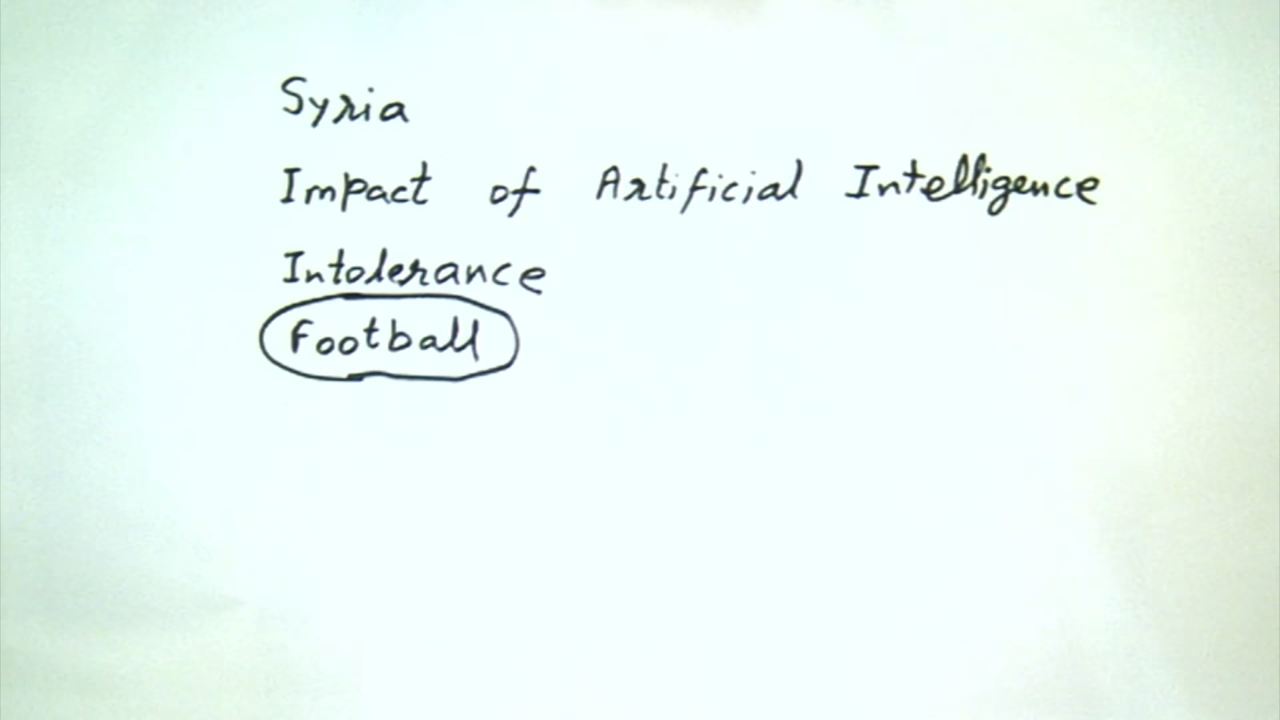 Syria
Impact of Artificial Intelligence
Intolerance
Football